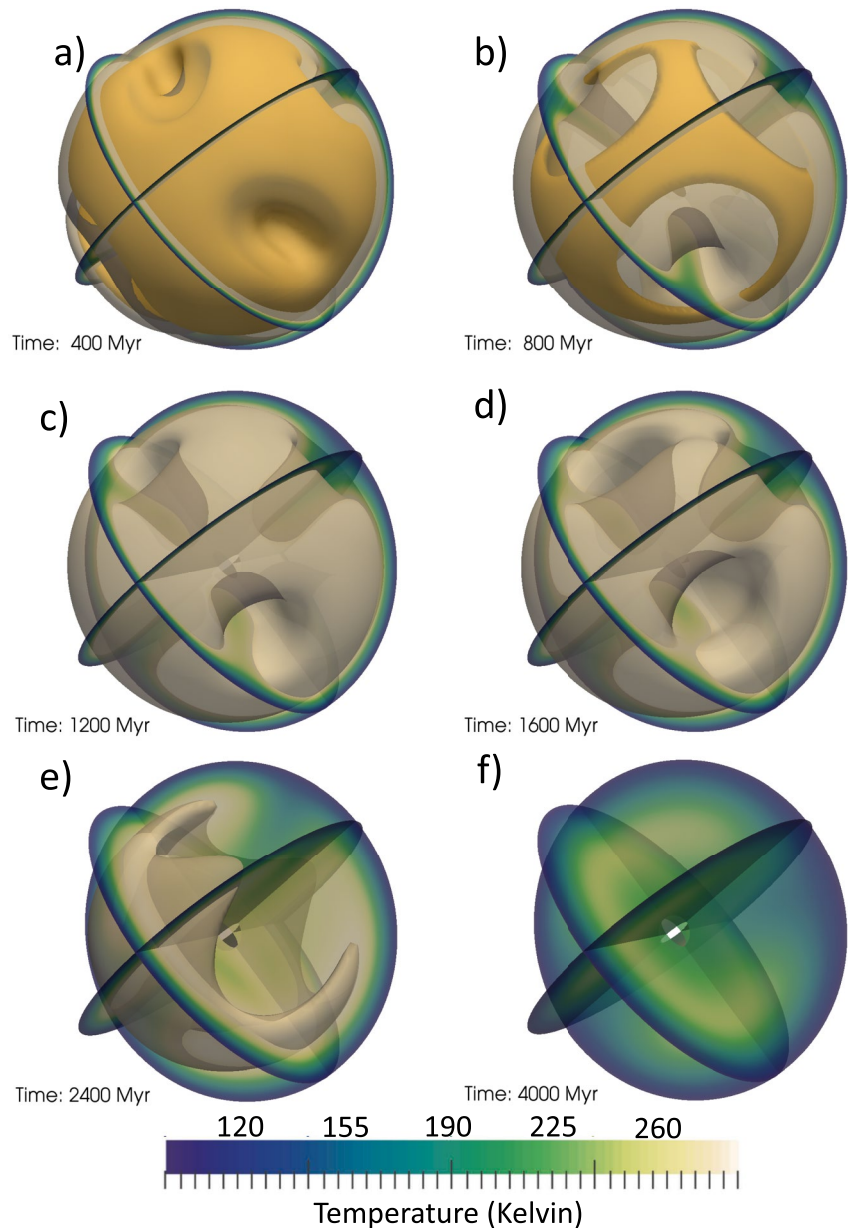 a)
b)
Time: 400 Myr
Time: 800 Myr
c)
d)
Time: 1200 Myr
Time: 1600 Myr
e)
f)
Time: 2400 Myr
Time: 4000 Myr
120 155 190 225 260
Temperature (Kelvin)